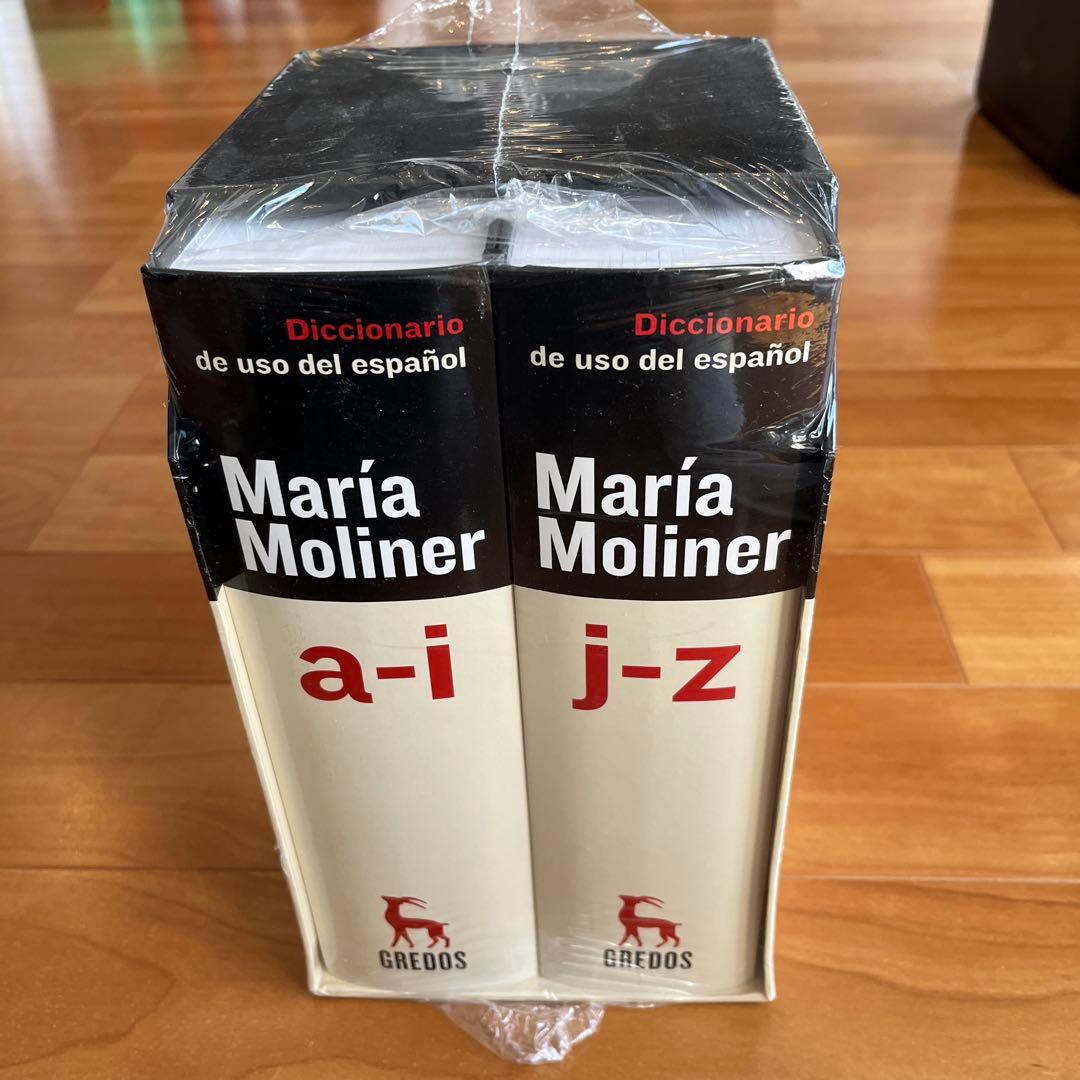 Diccionario
de uso del español
María
Moliner
a-i
GREDOS
Diccionario
de uso del español
María
Moliner
j-z
GREDOS